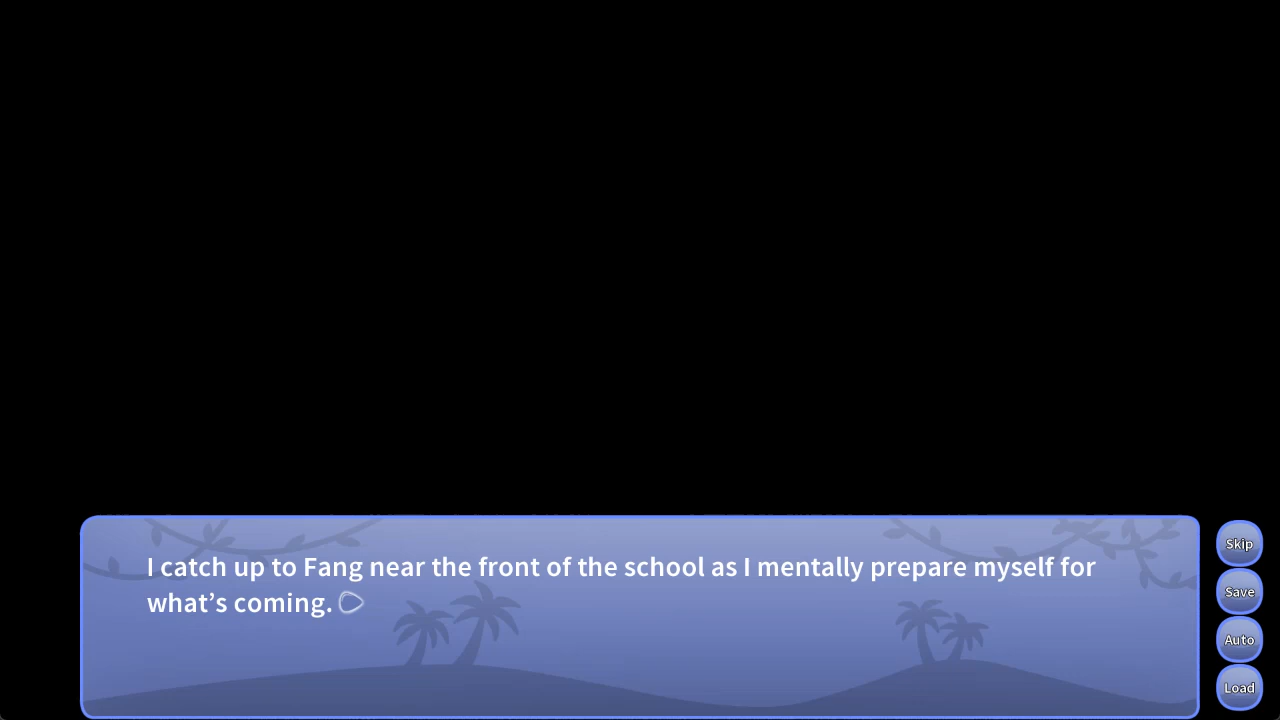 I catch up to Fang near the front of the school as I mentally prepare myself for
what’s coming.
Skip
Save
Auto
Load